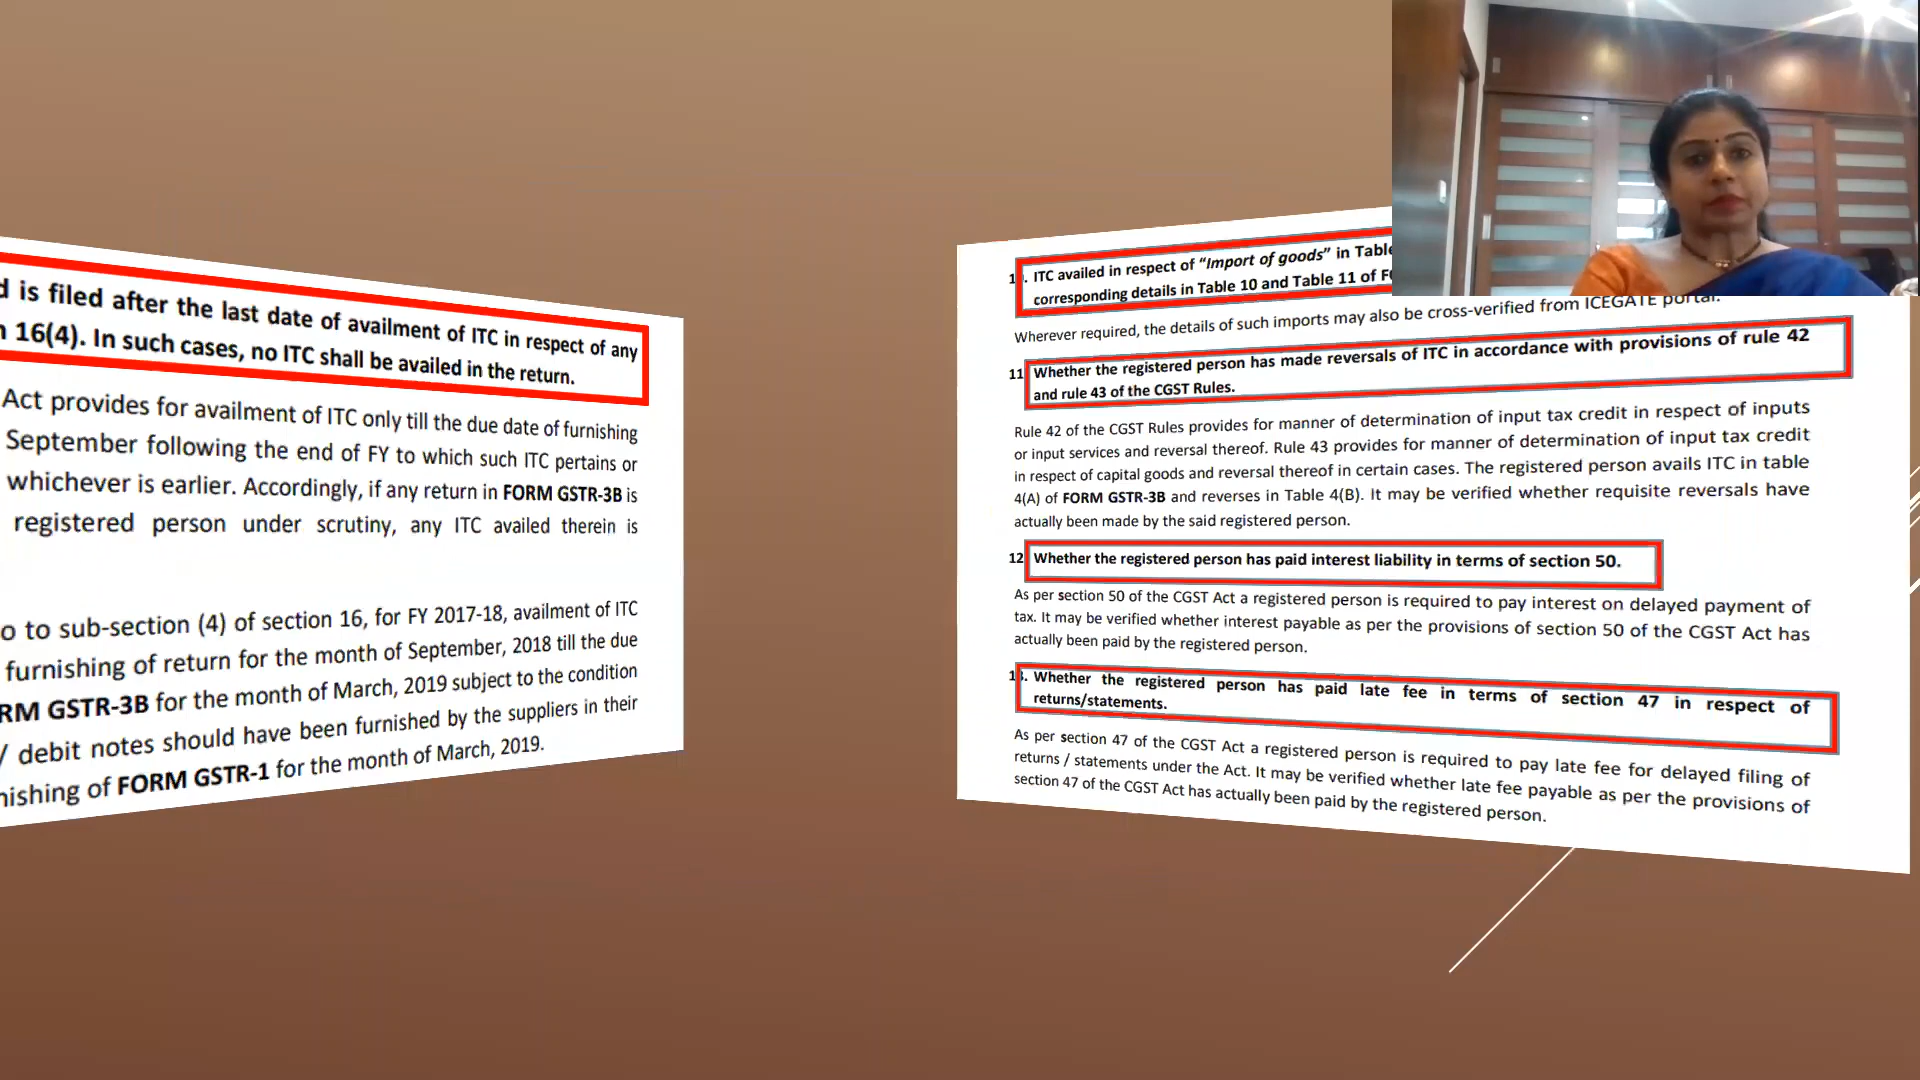 d is filed after the last date of availment of ITC in respect of any
16(4). In such cases, no ITC shall be availed in the return.
Act provides for availment of ITC only till the due date of furnishing
September following the end of FY to which such ITC pertains or
whichever is earlier. Accordingly, if any return in FORM GSTR-3B is
registered person under scrutiny, any ITC availed therein is
o to sub-section (4) of section 16, for FY 2017-18, availment of ITC
furnishing of return for the month of September, 2018 till the due
RM GSTR-3B for the month of March, 2019 subject to the condition
/ debit notes should have been furnished by the suppliers in their
nishing of FORM GSTR-1 for the month of March, 2019.
ITC availed in respect of “Import of goods” in Table
corresponding details in Table 10 and Table 11 of F
Wherever required, the details of such imports may also be cross-verified from ICEGATE portal.
11 Whether the registered person has made reversals of ITC in accordance with provisions of rule 42
and rule 43 of the CGST Rules.
Rule 42 of the CGST Rules provides for manner of determination of input tax credit in respect of inputs
or input services and reversal thereof. Rule 43 provides for manner of determination of input tax credit
in respect of capital goods and reversal thereof in certain cases. The registered person avails ITC in table
4(A) of FORM GSTR-3B and reverses in Table 4(B). It may be verified whether requisite reversals have
actually been made by the said registered person.
12 Whether the registered person has paid interest liability in terms of section 50.
As per section 50 of the CGST Act a registered person is required to pay interest on delayed payment of
tax. It may be verified whether interest payable as per the provisions of section 50 of the CGST Act has
actually been paid by the registered person.
13. Whether the registered person has paid late fee in terms of section 47 in respect of
returns/statements.
As per section 47 of the CGST Act a registered person is required to pay late fee for delayed filing of
returns / statements under the Act. It may be verified whether late fee payable as per the provisions of
section 47 of the CGST Act has actually been paid by the registered person.